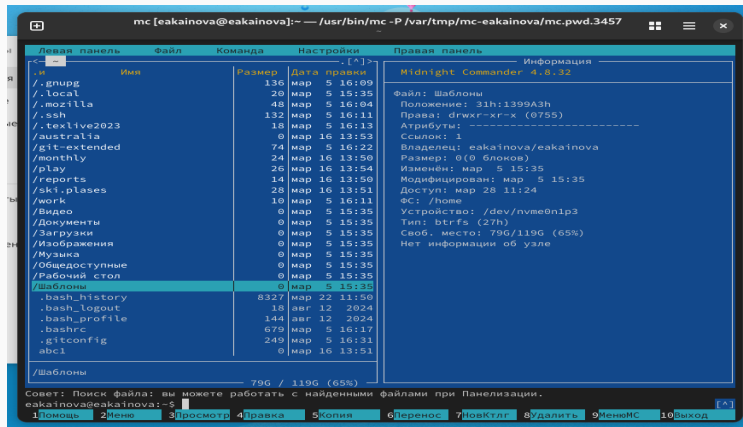 mc [eakainova@eakainova]:~ — /usr/bin/mc -P /var/tmp/mc-eakainova/mc.pwd.3457
Левая панель Файл Команда Настройки Правая панель
<— ~ —.[^]>
.и Имя Размер Дата правки
/.gnupg 136 мар 5 16:09
/.local 20 мар 5 15:35
/.mozilla 48 мар 5 16:04
/.ssh 132 мар 5 16:11
/.texlive2023 18 мар 5 16:13
/australia 0 мар 16 13:53
/git-extended 74 мар 5 16:22
/monthly 24 мар 16 13:50
/play 26 мар 16 13:54
/reports 14 мар 16 13:50
/ski.plases 28 мар 16 13:51
/work 10 мар 5 16:11
/Видео 0 мар 5 15:35
/Документы 0 мар 5 15:35
/Загрузки 0 мар 5 15:35
/Изображения 0 мар 5 15:35
/Музыка 0 мар 5 15:35
/Общедоступные 0 мар 5 15:35
/Рабочий стол 0 мар 5 15:35
/Шаблоны 0 мар 5 15:35
.bash_history 8327 мар 22 11:50
.bash_logout 18 авг 12 2024
.bash_profile 144 авг 12 2024
.bashrc 679 мар 5 16:17
.gitconfig 249 мар 5 16:31
abc1 0 мар 16 13:51
/Шаблоны
79G / 119G (65%)
Информация
Midnight Commander 4.8.32
Файл: Шаблоны
Положение: 31h:1399A3h
Права: drwxr-xr-x (0755)
Атрибуты: ------------------------
Ссылок: 1
Владелец: eakainova/eakainova
Размер: 0(0 блоков)
Изменён: мар 5 15:35
Модифицирован: мар 5 15:35
Доступ: мар 28 11:24
ФС: /home
Устройство: /dev/nvme0n1p3
Тип: btrfs (27h)
Своб. место: 79G/119G (65%)
Нет информации об узле
Совет: Поиск файла: вы можете работать с найденными файлами при Панелизации.
eakainova@eakainova:~$ [^]
1Помощь 2Меню 3Просмотр 4Правка 5Копия 6Перенос 7НовКтлг 8Удалить 9МенюMC 10Выход